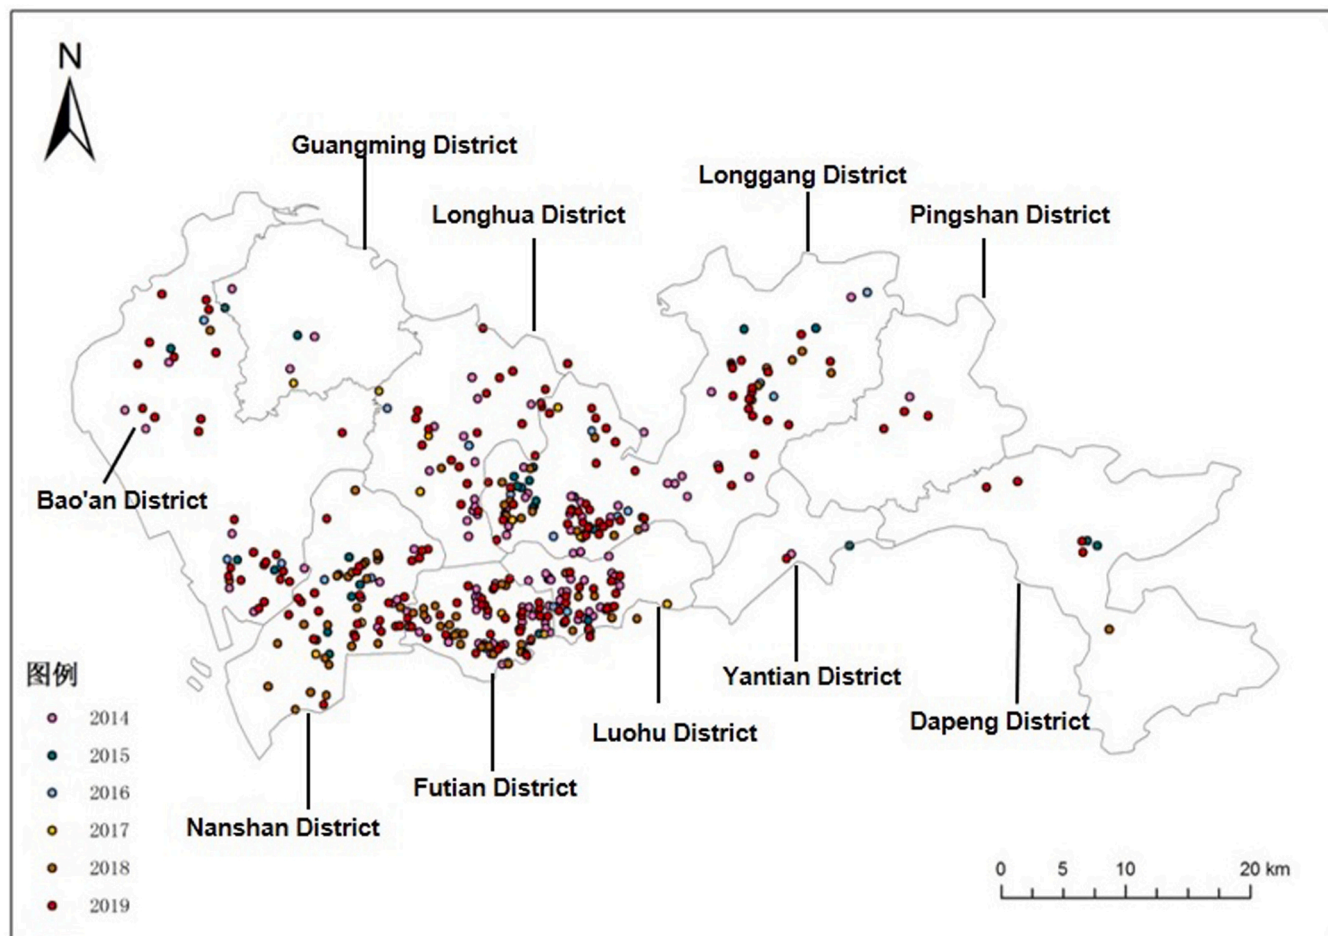 N
Guangming District
Longgang District
Longhua District
Pingshan District
Bao'an District
Yantian District
Dapeng District
Luohu District
Futian District
Nanshan District
图例
2014
2015
2016
2017
2018
2019
0 5 10 20 km